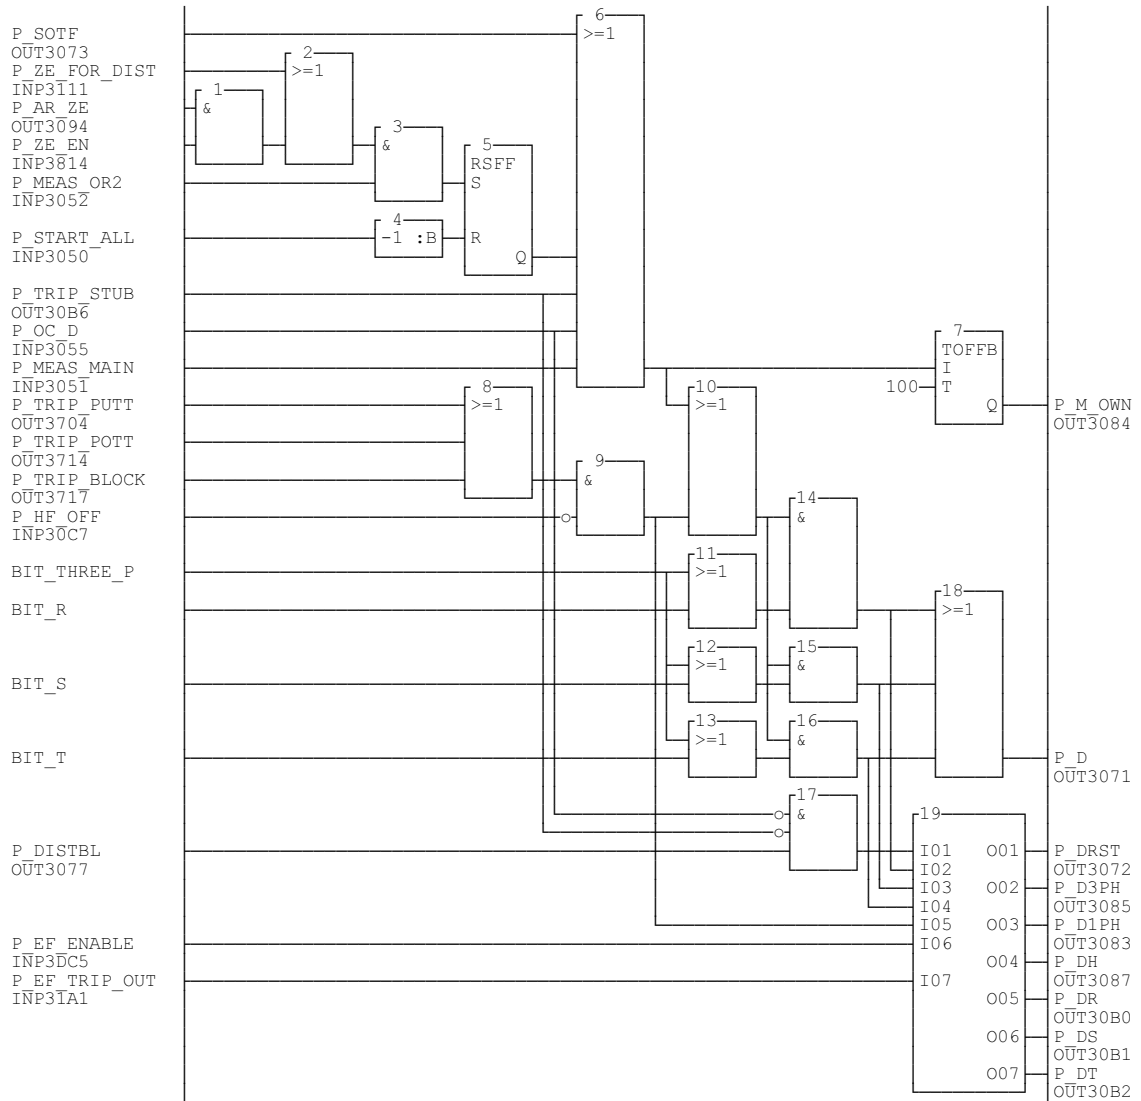 6
P_SOTF >=1
OUT3073 2
P_ZE_FOR_DIST >=1
INP3111 1
P_AR_ZE &
OUT3094 3
P_ZE_EN & 5
INP3814 RSFF
P_MEAS_OR2 S
INP3052
4
P_START_ALL -1 :B R
INP3050 Q
P_TRIP_STUB
OUT30B6
P_OC_D 7
INP3055 TOFFB
P_MEAS_MAIN I
INP3051 8 10 100 T
P_TRIP_PUTT >=1 >=1 Q P_M_OWN
OUT3704 OUT3084
P_TRIP_POTT
OUT3714 9
P_TRIP_BLOCK &
OUT3717 14
P_HF_OFF &
INP30C7
11
BIT_THREE_P >=1
18
BIT_R >=1
12 15
>=1 &
BIT_S
13 16
>=1 &
BIT_T P_D
OUT3071
17
& 19
P_DISTBL I01 O01 P_DRST
OUT3077 I02 OUT3072
I03 O02 P_D3PH
I04 OUT3085
I05 O03 P_D1PH
P_EF_ENABLE I06 OUT3083
INP3DC5 O04 P_DH
P_EF_TRIP_OUT I07 OUT3087
INP31A1 O05 P_DR
OUT30B0
O06 P_DS
OUT30B1
O07 P_DT
OUT30B2